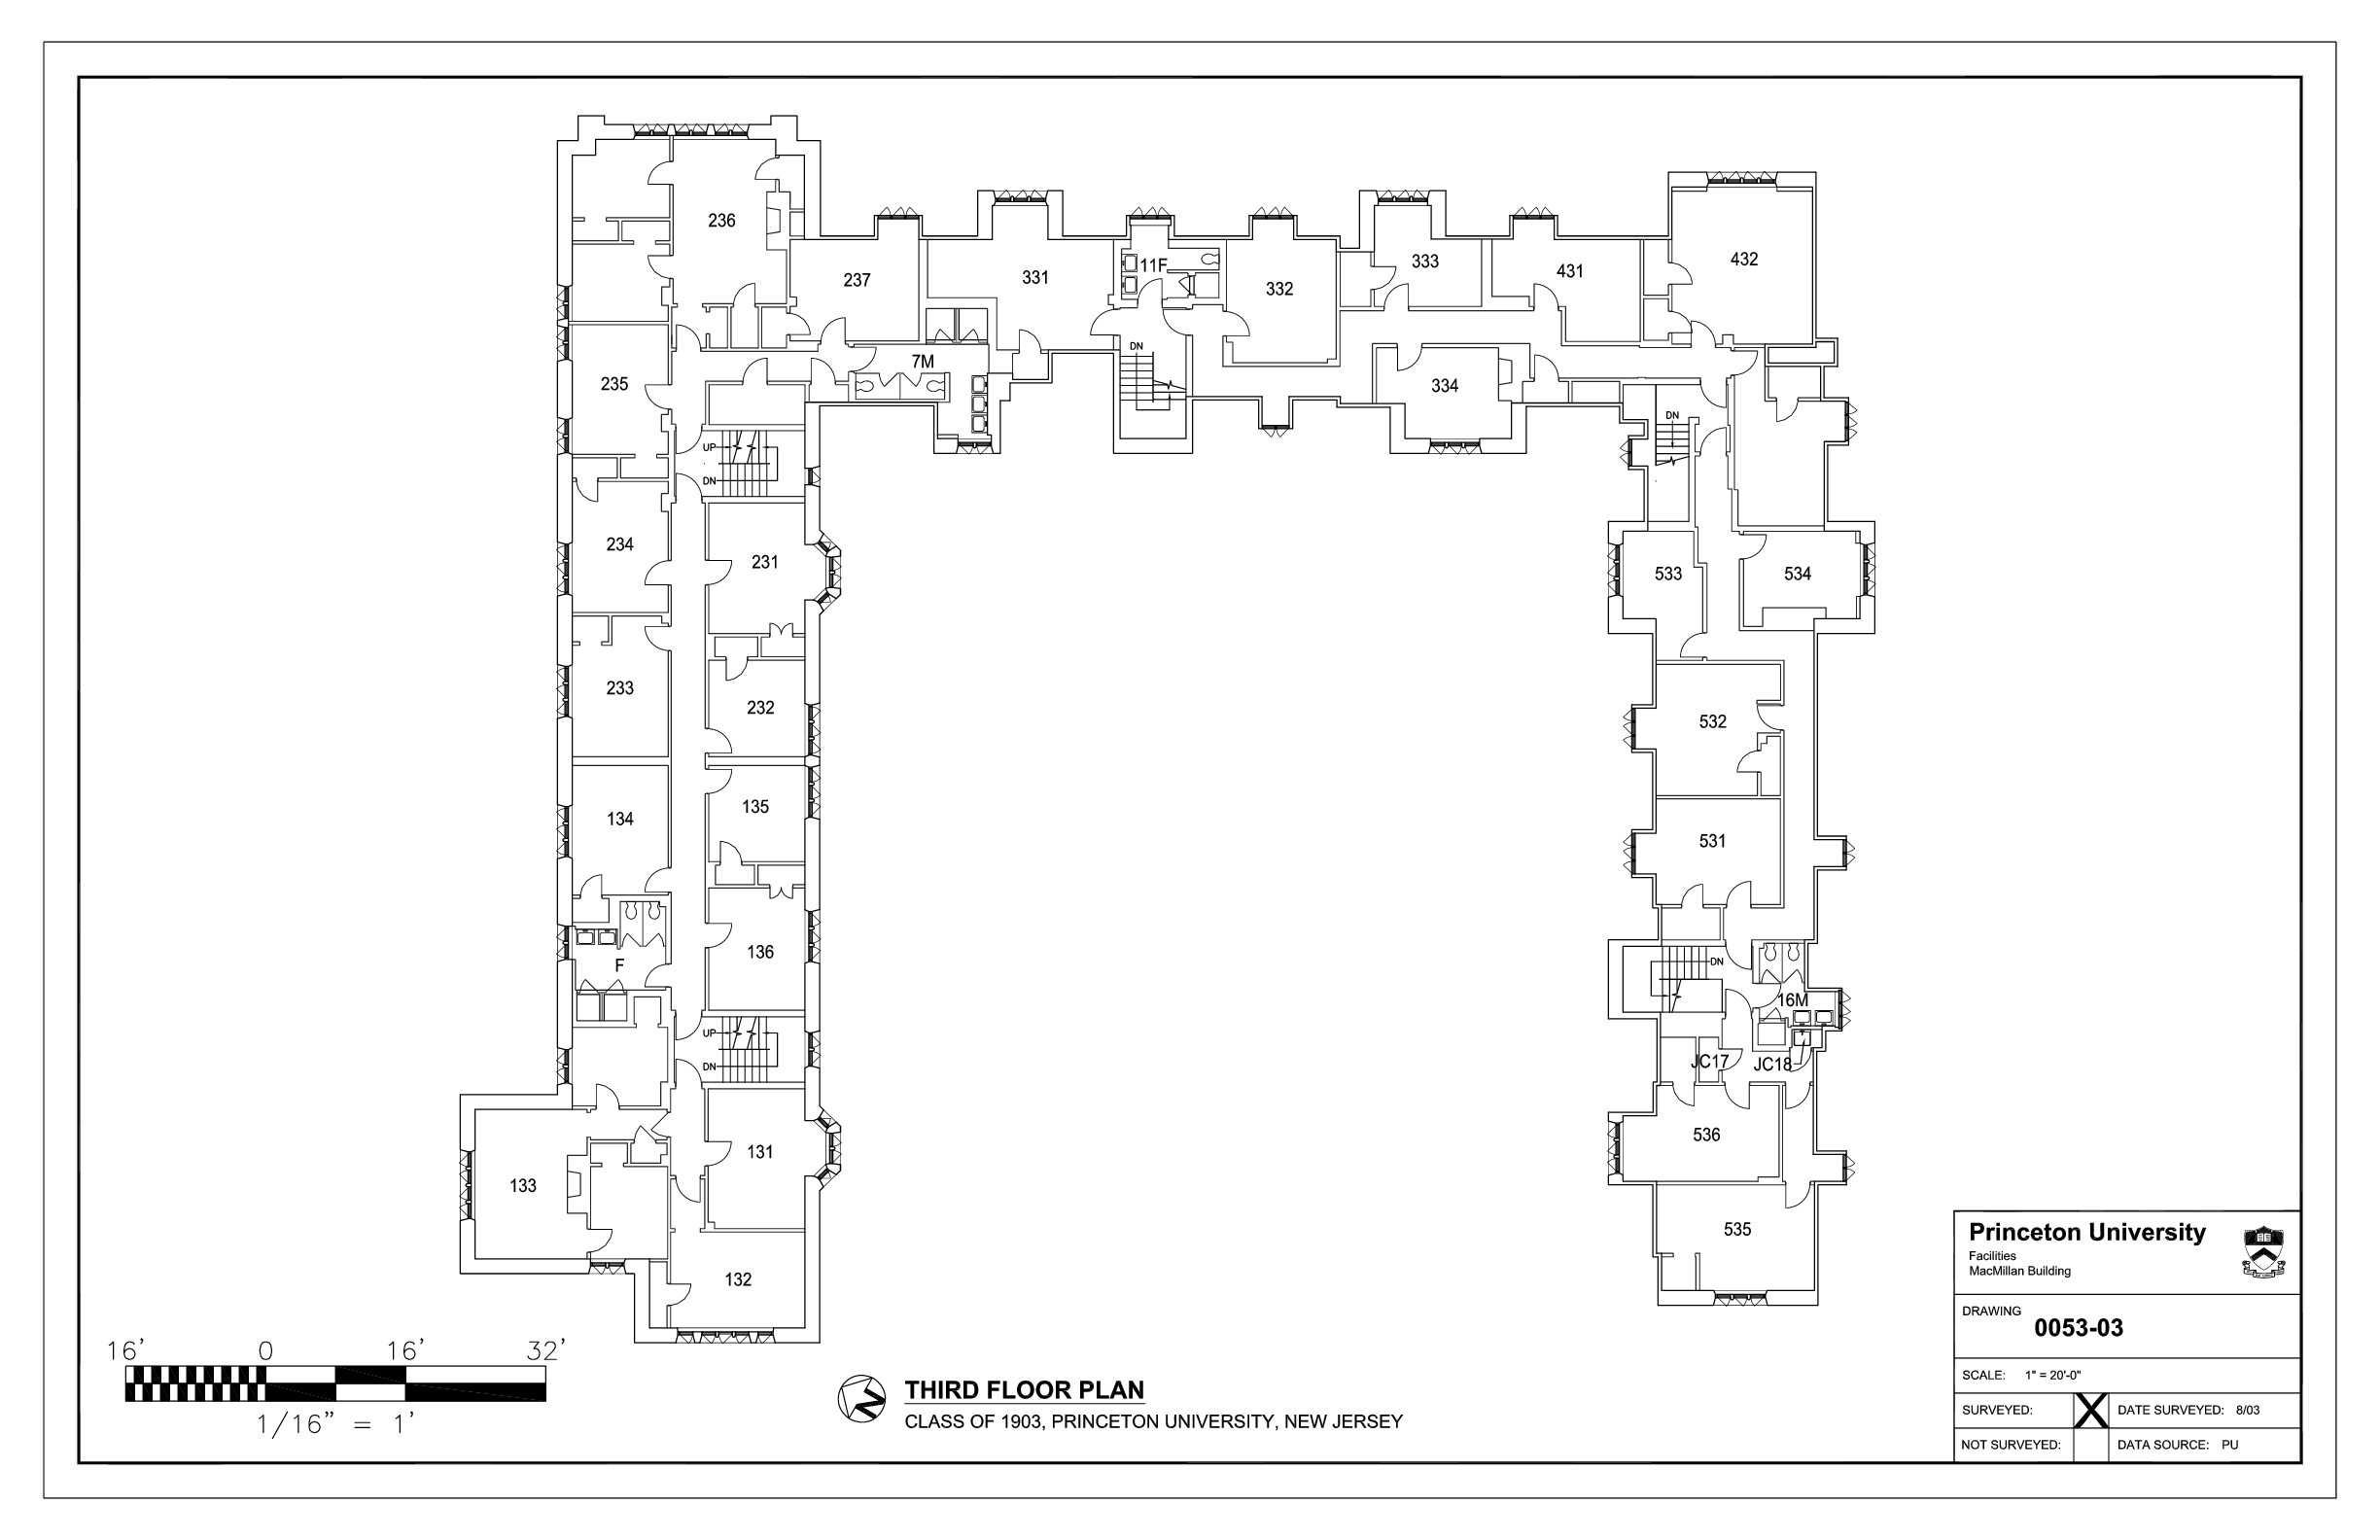 236
237
331
11F
332
333
431
432
7M
DN
334
235
DN
UP
DN
234
231
533
534
233
232
532
134
135
531
F
136
DN
16M
UP
DN
JC17
JC18
131
536
133
535
132
16' 0 16' 32'
1/16" = 1'
THIRD FLOOR PLAN
CLASS OF 1903, PRINCETON UNIVERSITY, NEW JERSEY
Princeton University
Facilities
MacMillan Building
DRAWING
0053-03
SCALE: 1" = 20'-0"
SURVEYED: X DATE SURVEYED: 8/03
NOT SURVEYED: DATA SOURCE: PU